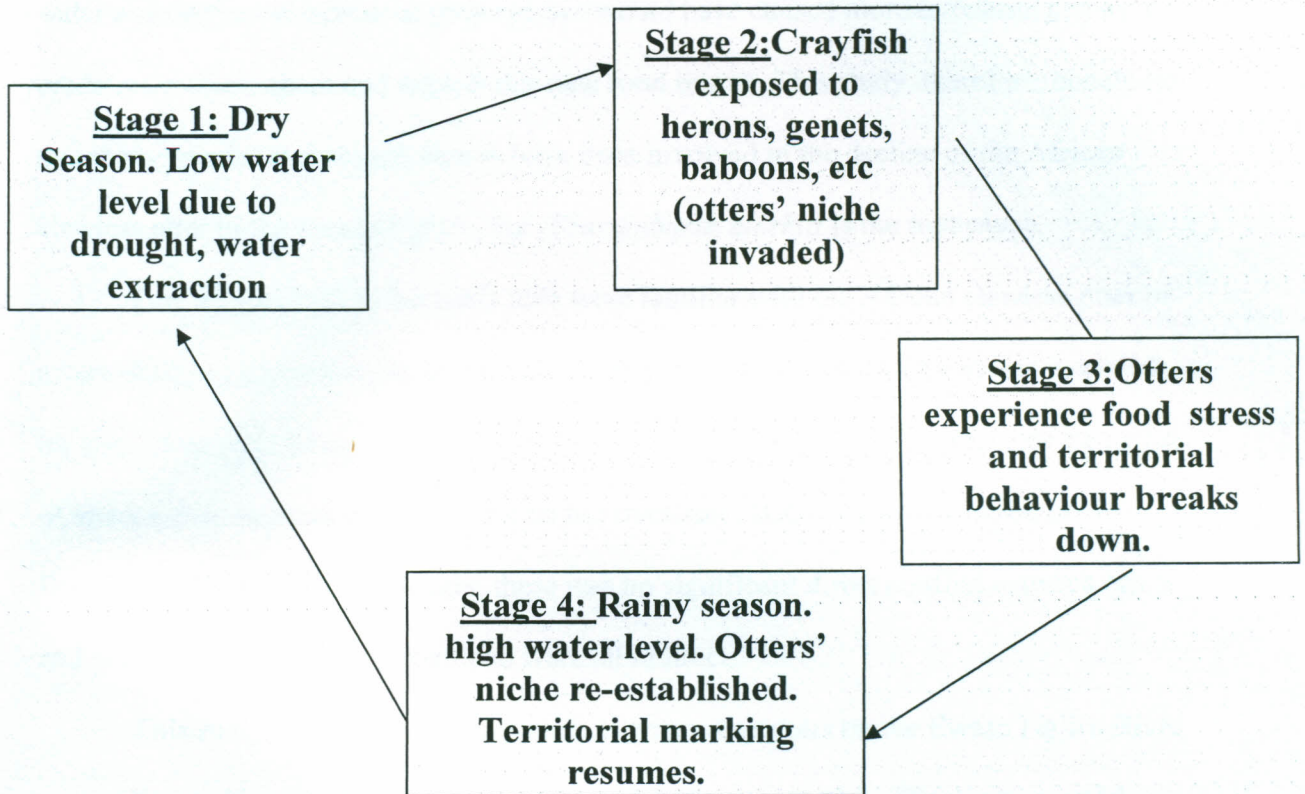 Stage 1: Dry
Season. Low water
level due to
drought, water
extraction
Stage 2:Crayfish
exposed to
herons, genets,
baboons, etc
(otters' niche
invaded)
Stage 3:Otters
experience food stress
and territorial
behaviour breaks
down.
Stage 4: Rainy season.
high water level. Otters'
niche re-established.
Territorial marking
resumes.